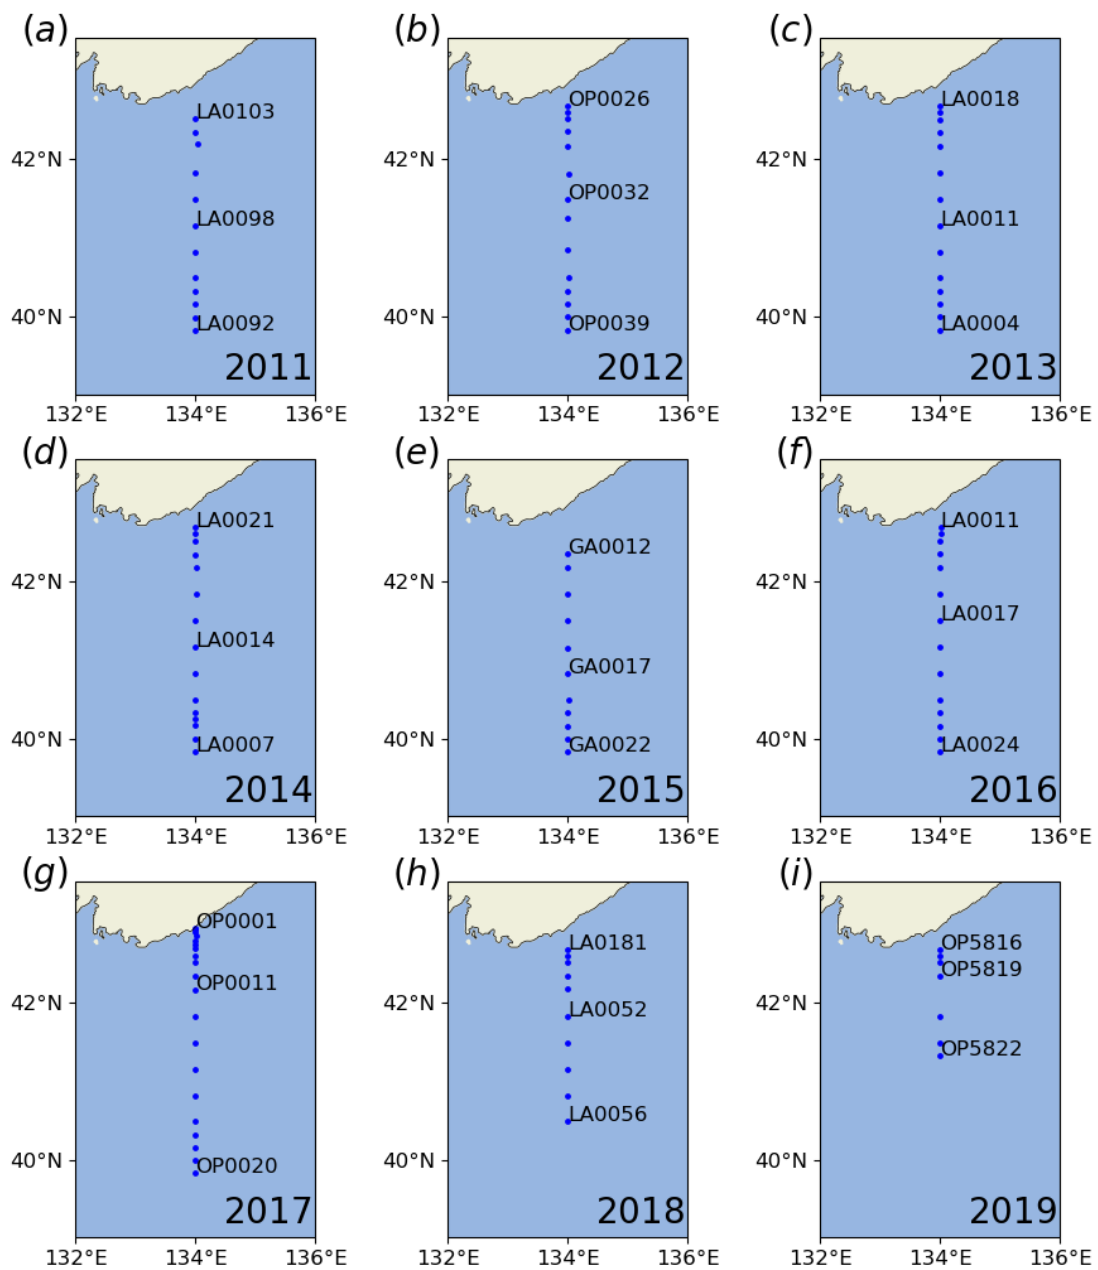 (a)
LA0103
42°N
LA0098
40°N
LA0092
2011
132°E 134°E 136°E
(b)
OP0026
42°N
OP0032
40°N
OP0039
2012
132°E 134°E 136°E
(c)
LA0018
42°N
LA0011
40°N
LA0004
2013
132°E 134°E 136°E
(d)
LA0021
42°N
LA0014
40°N
LA0007
2014
132°E 134°E 136°E
(e)
GA0012
42°N
GA0017
40°N
GA0022
2015
132°E 134°E 136°E
(f)
LA0011
42°N
LA0017
40°N
LA0024
2016
132°E 134°E 136°E
(g)
OP0001
OP0011
42°N
40°N
OP0020
2017
132°E 134°E 136°E
(h)
LA0181
42°N
LA0052
LA0056
40°N
2018
132°E 134°E 136°E
(i)
OP5816
OP5819
42°N
OP5822
40°N
2019
132°E 134°E 136°E